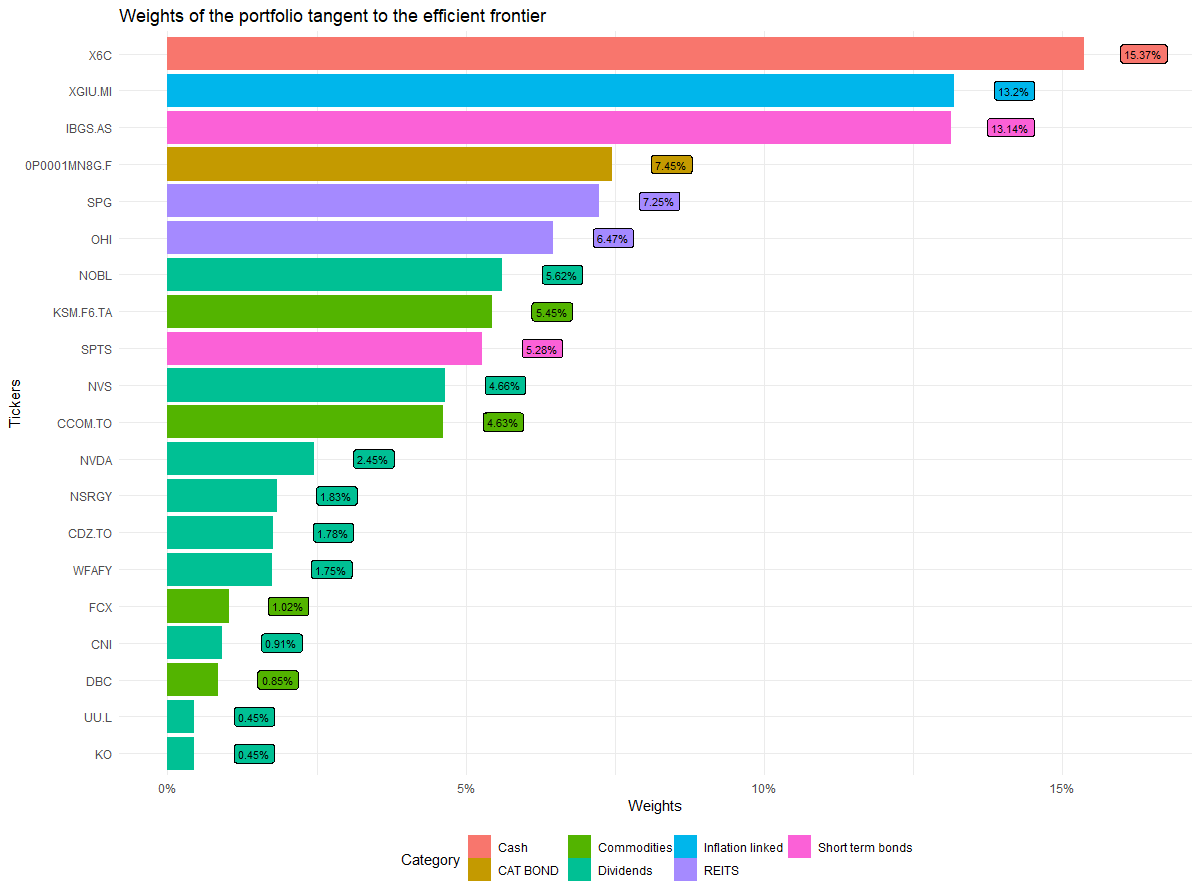 Weights of the portfolio tangent to the efficient frontier
X6C 15.37%
XGIU.MI 13.2%
IBGS.AS 13.14%
0P0001MN8G.F 7.45%
SPG 7.25%
OHI 6.47%
NOBL 5.62%
KSM.F6.TA 5.45%
SPTS 5.28%
NVS 4.66%
CCOM.TO 4.63%
NVDA 2.45%
NSRGY 1.83%
CDZ.TO 1.78%
WFAFY 1.75%
FCX 1.02%
CNI 0.91%
DBC 0.85%
UU.L 0.45%
KO 0.45%
Tickers
0% 5% 10% 15%
Weights
Category
Cash Commodities Inflation linked Short term bonds
CAT BOND Dividends REITS